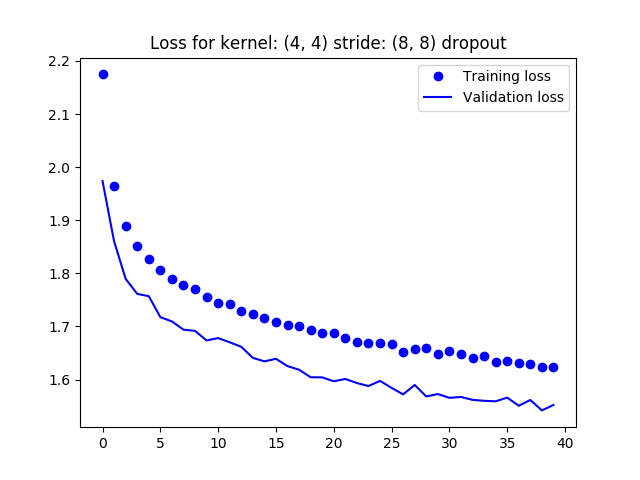 Loss for kernel: (4, 4) stride: (8, 8) dropout
Training loss
Validation loss
2.2
2.1
2.0
1.9
1.8
1.7
1.6
0 5 10 15 20 25 30 35 40